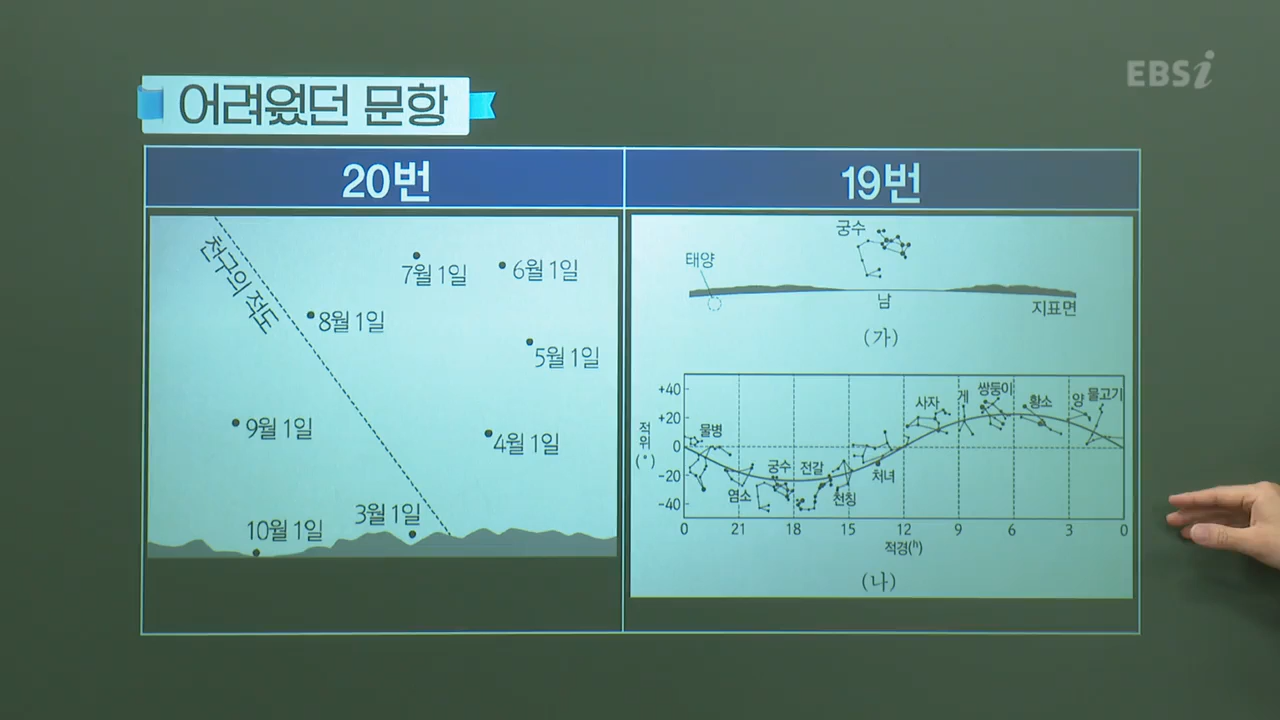 EBSi
어려웠던 문항
20번
19번
천구의 적도
7월 1일
6월 1일
8월 1일
5월 1일
9월 1일
4월 1일
10월 1일
3월 1일
궁수
태양
남
지표면
(가)
적위(°)
+40
+20
0
-20
-40
물병
염소
궁수
전갈
천칭
처녀
사자
게
쌍둥이
황소
양
물고기
0 21 18 15 12 9 6 3 0
적경(h)
(나)